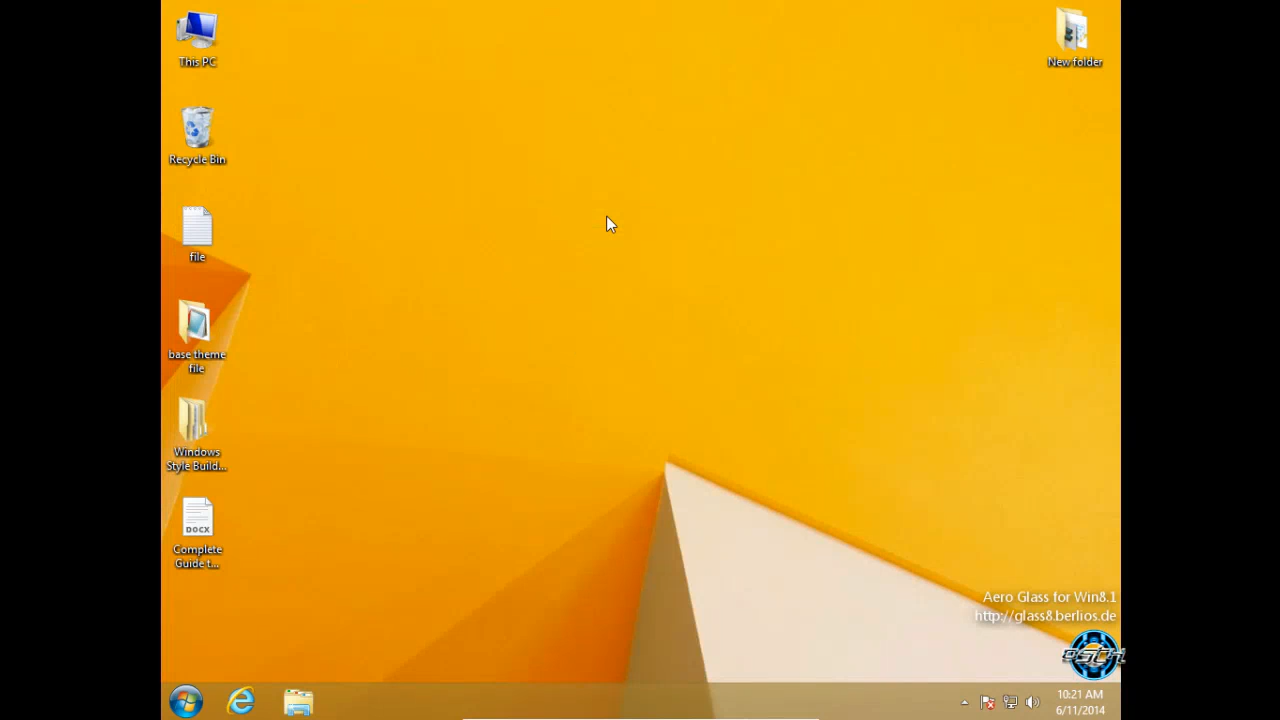 This PC
New folder
Recycle Bin
file
base theme
file
Windows
Style Build...
DOCX
Complete
Guide t...
Aero Glass for Win8.1
http://glass8.berlios.de
10:21 AM
6/11/2014